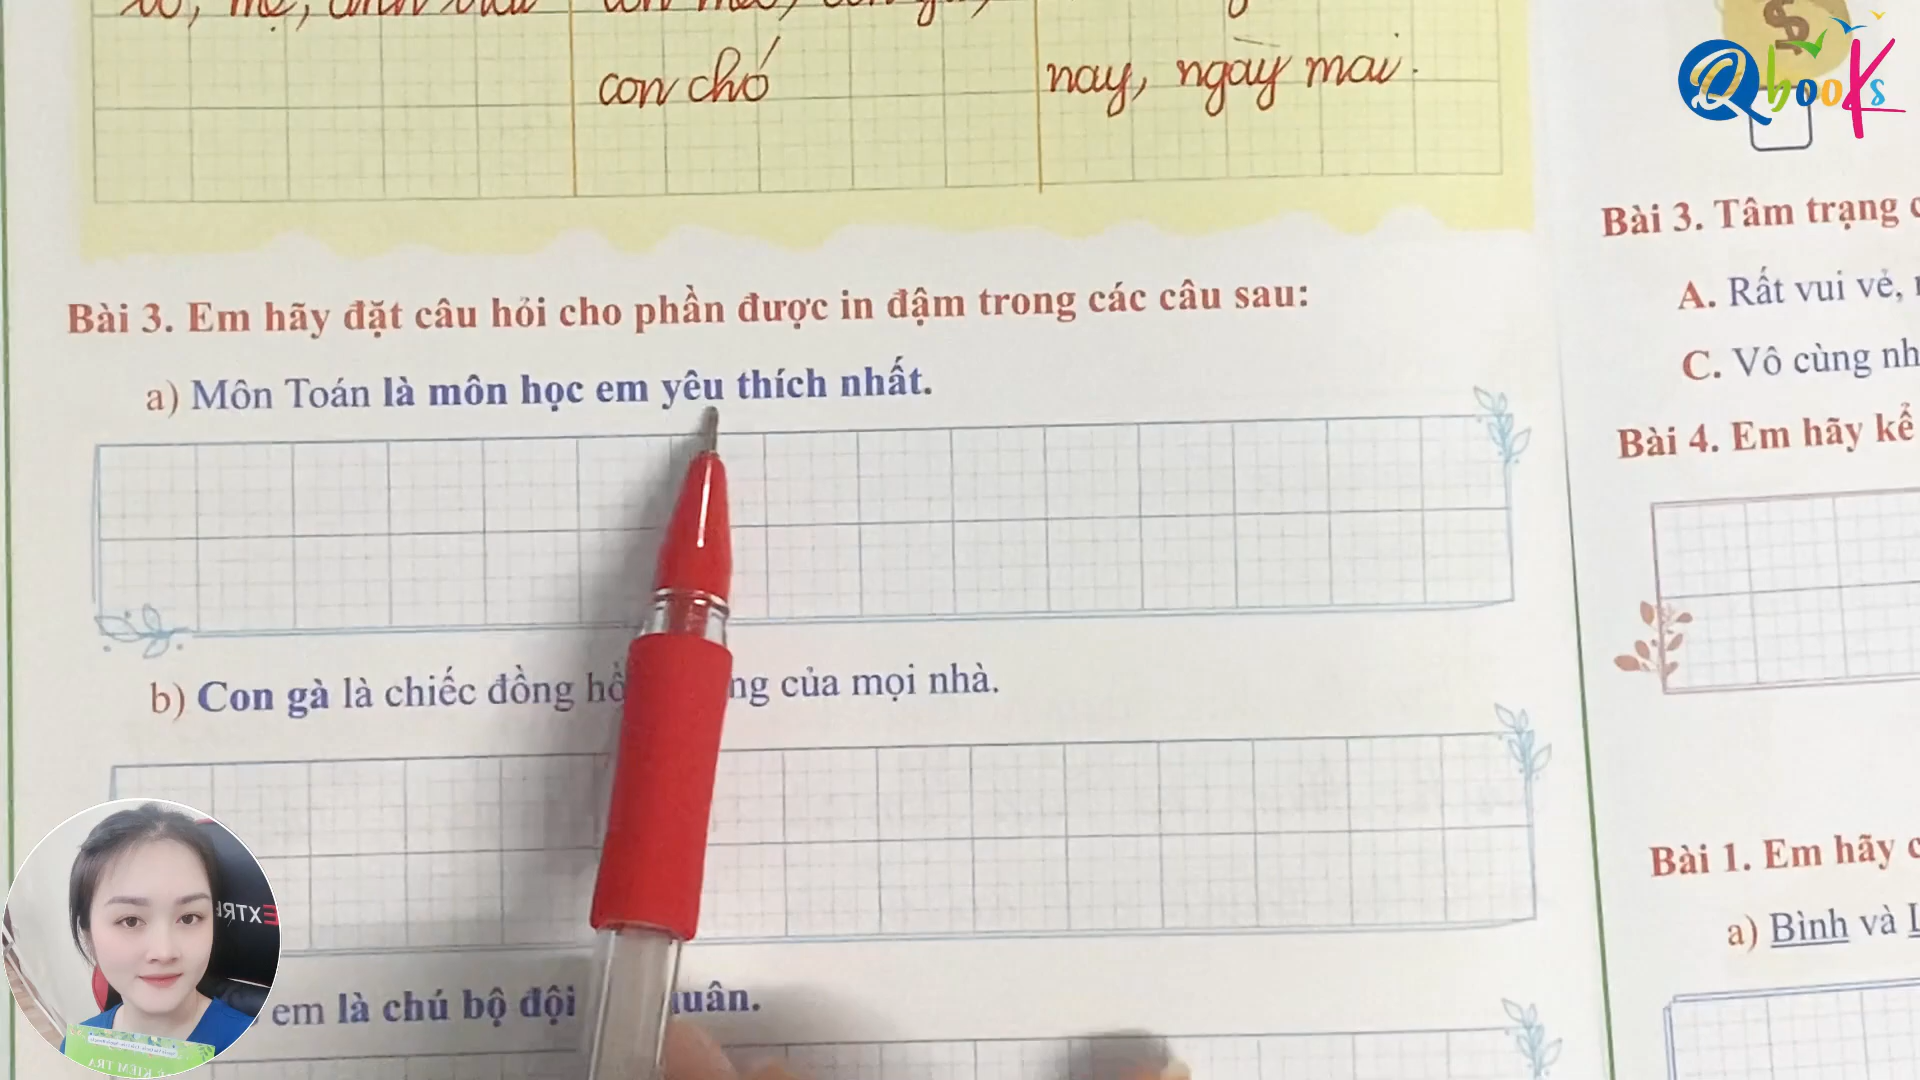 con chó
nay, ngày mai.
Bài 3. Em hãy đặt câu hỏi cho phần được in đậm trong các câu sau:
a) Môn Toán là môn học em yêu thích nhất.
b) Con gà là chiếc đồng hồ của mọi nhà.
em là chú bộ đội
Qbooks
Bài 3. Tâm trạng
A. Rất vui vẻ,
C. Vô cùng
Bài 4. Em hãy kể
Bài 1. Em hãy
a) Bình và